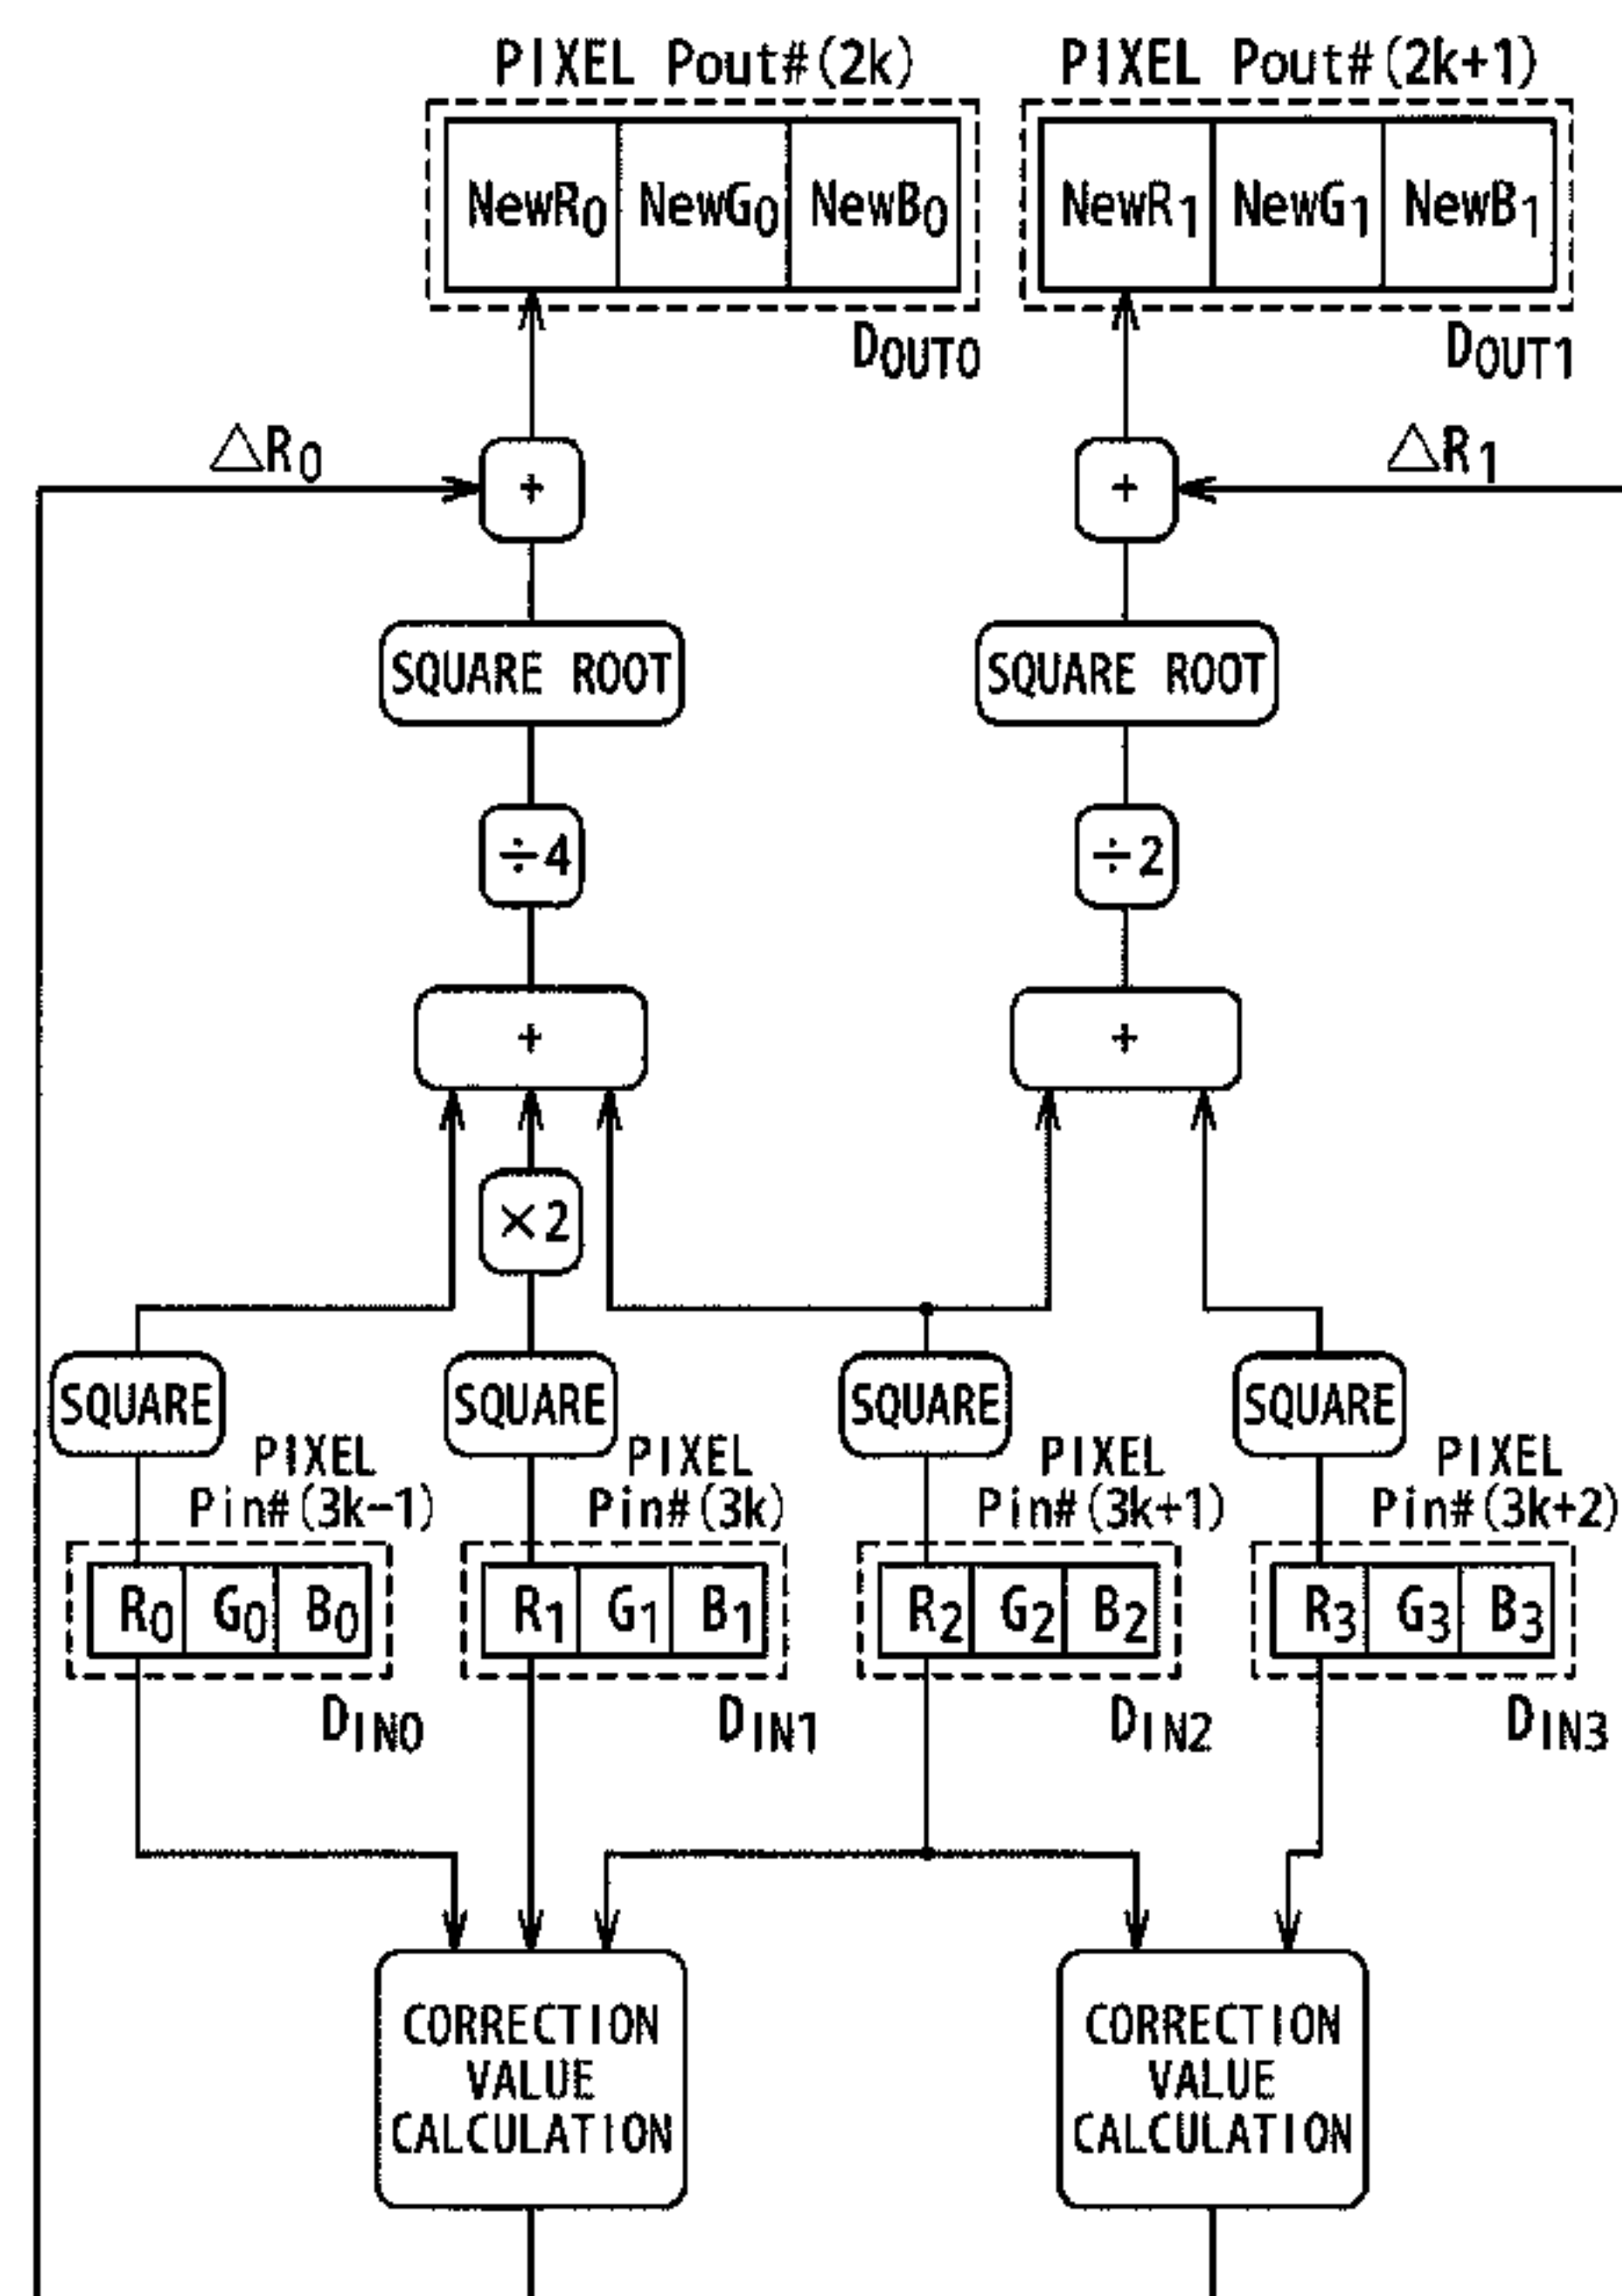 PIXEL Pout#(2k) PIXEL Pout#(2k+1)
NewR0 NewG0 NewB0 NewR1 NewG1 NewB1
DOUT0 DOUT1
△R0 △R1
+ +
SQUARE ROOT SQUARE ROOT
÷4 ÷2
+ +
×2
SQUARE SQUARE SQUARE SQUARE
PIXEL PIXEL PIXEL PIXEL
Pin#(3k-1) Pin#(3k) Pin#(3k+1) Pin#(3k+2)
R0 G0 B0 R1 G1 B1 R2 G2 B2 R3 G3 B3
DIN0 DIN1 DIN2 DIN3
CORRECTION CORRECTION
VALUE VALUE
CALCULATION CALCULATION